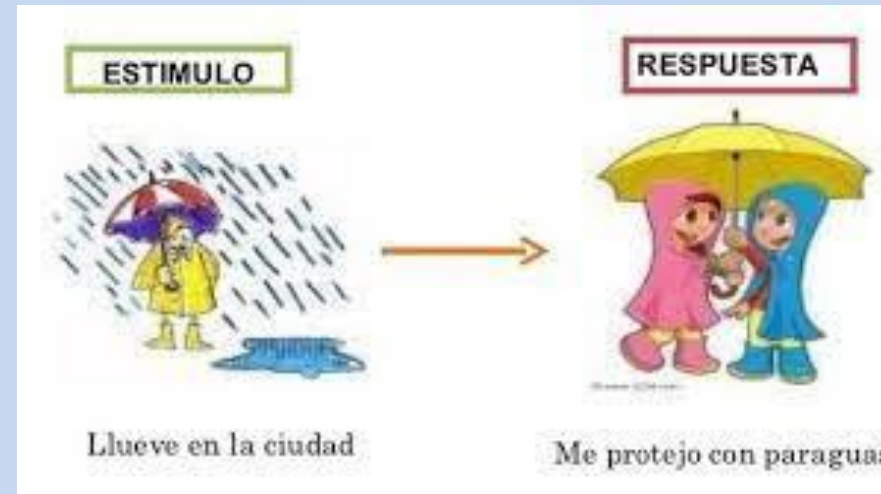 ESTIMULO
RESPUESTA
Llueve en la ciudad
Me protejo con paraguas